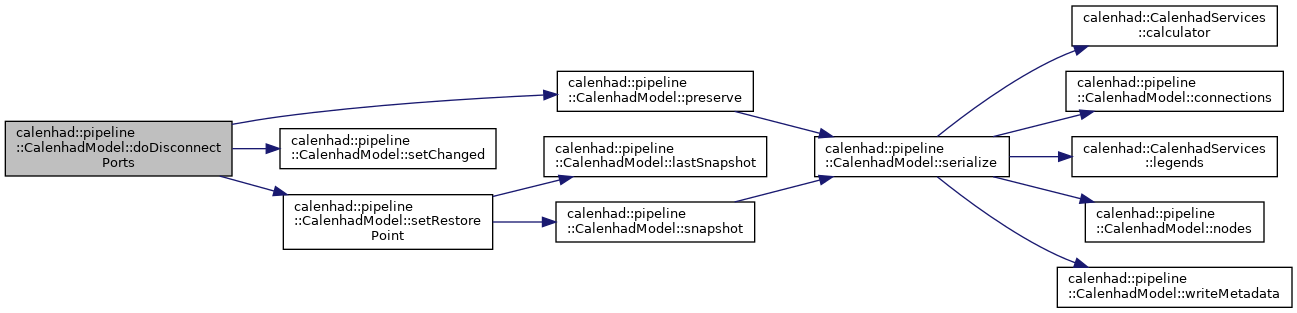 calenhad::pipeline
::CalenhadModel::doDisconnect
Ports
calenhad::pipeline
::CalenhadModel::preserve
calenhad::pipeline
::CalenhadModel::setChanged
calenhad::pipeline
::CalenhadModel::setRestore
Point
calenhad::pipeline
::CalenhadModel::lastSnapshot
calenhad::pipeline
::CalenhadModel::snapshot
calenhad::pipeline
::CalenhadModel::serialize
calenhad::CalenhadServices
::calculator
calenhad::pipeline
::CalenhadModel::connections
calenhad::CalenhadServices
::legends
calenhad::pipeline
::CalenhadModel::nodes
calenhad::pipeline
::CalenhadModel::writeMetadata